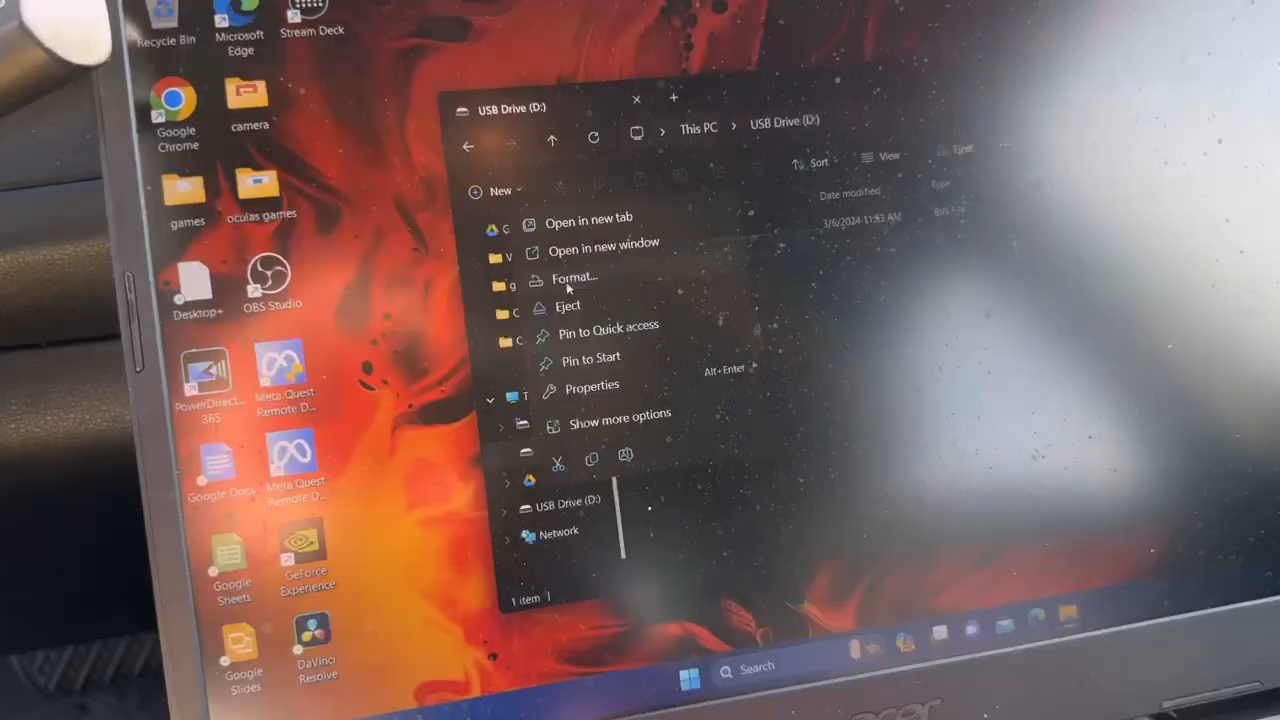 Recycle Bin
Microsoft Edge
Stream Deck
Google Chrome
camera
games
oculas games
Desktop+
OBS Studio
PowerDirect... 365
Meta Quest Remote D...
Google Docs
Meta Quest Remote D...
Google Sheets
GeForce Experience
Google Slides
DaVinci Resolve
USB Drive (D:)
This PC
USB Drive (D:)
New
Sort
View
Eject
Date modified
Type
3/6/2024 11:53 AM
BIN File
G
V
g
C
C
T
Open in new tab
Open in new window
Format...
Eject
Pin to Quick access
Pin to Start
Properties
Alt+Enter
Show more options
USB Drive (D:)
Network
1 item
Search
acer